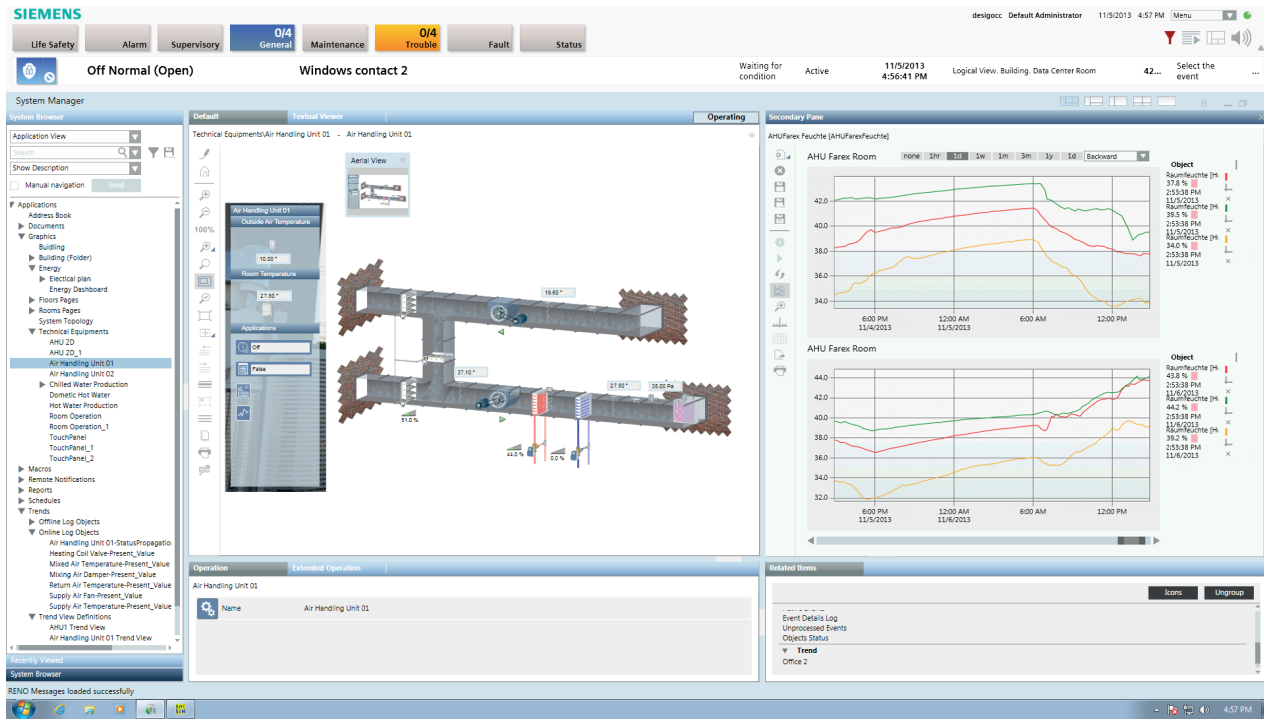 SIEMENS
desigocc Default Administrator 11/5/2013 4:57 PM Menu
Life Safety
Alarm
Supervisory
0/4
General
Maintenance
0/4
Trouble
Fault
Status
Off Normal (Open)
Windows contact 2
Waiting for
condition
Active
11/5/2013
4:56:41 PM
Logical View. Building. Data Center Room
42...
Select the
event
...
System Manager
System Browser
Application View
Search
Show Description
Manual navigation
Send
Applications
Address Book
Documents
Graphics
Buidling
Building (Folder)
Energy
Electical plan
Energy Dashboard
Floors Pages
Rooms Pages
System Topology
Technical Equipments
AHU 2D
AHU 2D_1
Air Handling Unit 01
Air Handling Unit 02
Chilled Water Production
Dometic Hot Water
Hot Water Production
Room Operation
Room Operation_1
TouchPanel
TouchPanel_1
TouchPanel_2
Macros
Remote Notifications
Reports
Schedules
Trends
Offline Log Objects
Online Log Objects
Air Handling Unit 01-StatusPropagatio
Heating Coil Valve-Present_Value
Mixed Air Temperature-Present_Value
Mixing Air Damper-Present_Value
Return Air Temperature-Present_Value
Supply Air Fan-Present_Value
Supply Air Temperature-Present_Value
Trend View Definitions
AHU1 Trend View
Air Handling Unit 01 Trend View
Recently Viewed
System Browser
RENO Messages loaded successfully
Default
Textual Viewer
Operating
Technical Equipments\Air Handling Unit 01 - Air Handling Unit 01
100%
Aerial View
Air Handling Unit 01
Outside Air Temperature
10.00 °
Room Temperature
27.80 °
Applications
Off
False
19.60 °
37.10 °
27.80 °
35.00 Pa
51.0 %
44.0 %
0.0 %
Operation
Extended Operation
Air Handling Unit 01
Name
Air Handling Unit 01
Secondary Pane
AHUFarex Feuchte [AHUFarexFeuchte]
AHU Farex Room
none 1hr 1d 1w 1m 3m 1y 1d Backward
42.0
40.0
38.0
36.0
34.0
6:00 PM
11/4/2013
12:00 AM
11/5/2013
6:00 AM
12:00 PM
Object
Raumfeuchte [H
37.8 %
2:53:38 PM
11/5/2013
Raumfeuchte [H
39.5 %
2:53:38 PM
11/5/2013
Raumfeuchte [H
34.0 %
2:53:38 PM
11/5/2013
AHU Farex Room
44.0
42.0
40.0
38.0
36.0
34.0
32.0
6:00 PM
11/5/2013
12:00 AM
11/6/2013
6:00 AM
12:00 PM
Object
Raumfeuchte [H
43.8 %
2:53:38 PM
11/6/2013
Raumfeuchte [H
44.2 %
2:53:38 PM
11/6/2013
Raumfeuchte [H
39.2 %
2:53:38 PM
11/6/2013
Related Items
Icons
Ungroup
Event Details Log
Unprocessed Events
Objects Status
Trend
Office 2
4:57 PM